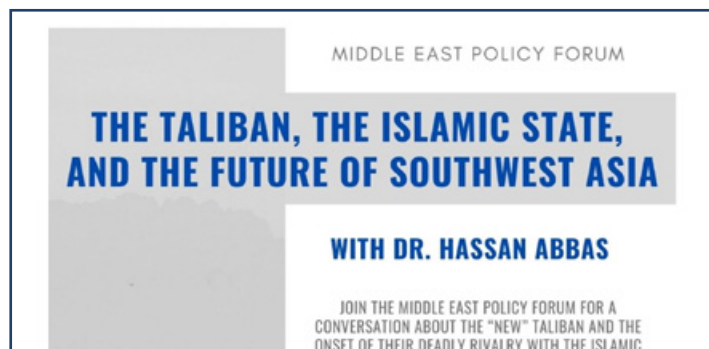 MIDDLE EAST POLICY FORUM
THE TALIBAN, THE ISLAMIC STATE,
AND THE FUTURE OF SOUTHWEST ASIA
WITH DR. HASSAN ABBAS
JOIN THE MIDDLE EAST POLICY FORUM FOR A
CONVERSATION ABOUT THE “NEW” TALIBAN AND THE
ONSET OF THEIR DEADLY RIVALRY WITH THE ISLAMIC